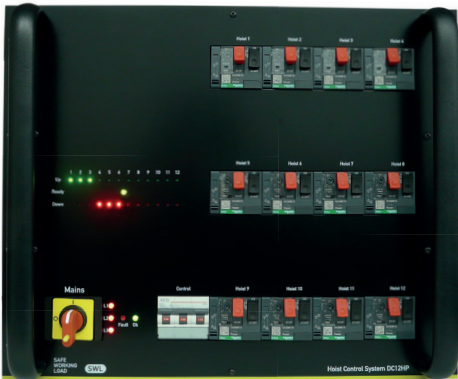 Hoist 1 Hoist 2 Hoist 3 Hoist 4
1 2 3 4 5 6 7 8 9 10 11 12
Up
Ready
Down
Hoist 5 Hoist 6 Hoist 7 Hoist 8
Mains
Control
Hoist 9 Hoist 10 Hoist 11 Hoist 12
L1
L2
L3
Fault Ok
SAFE
WORKING
LOAD
SWL
Hoist Control System DC12HP